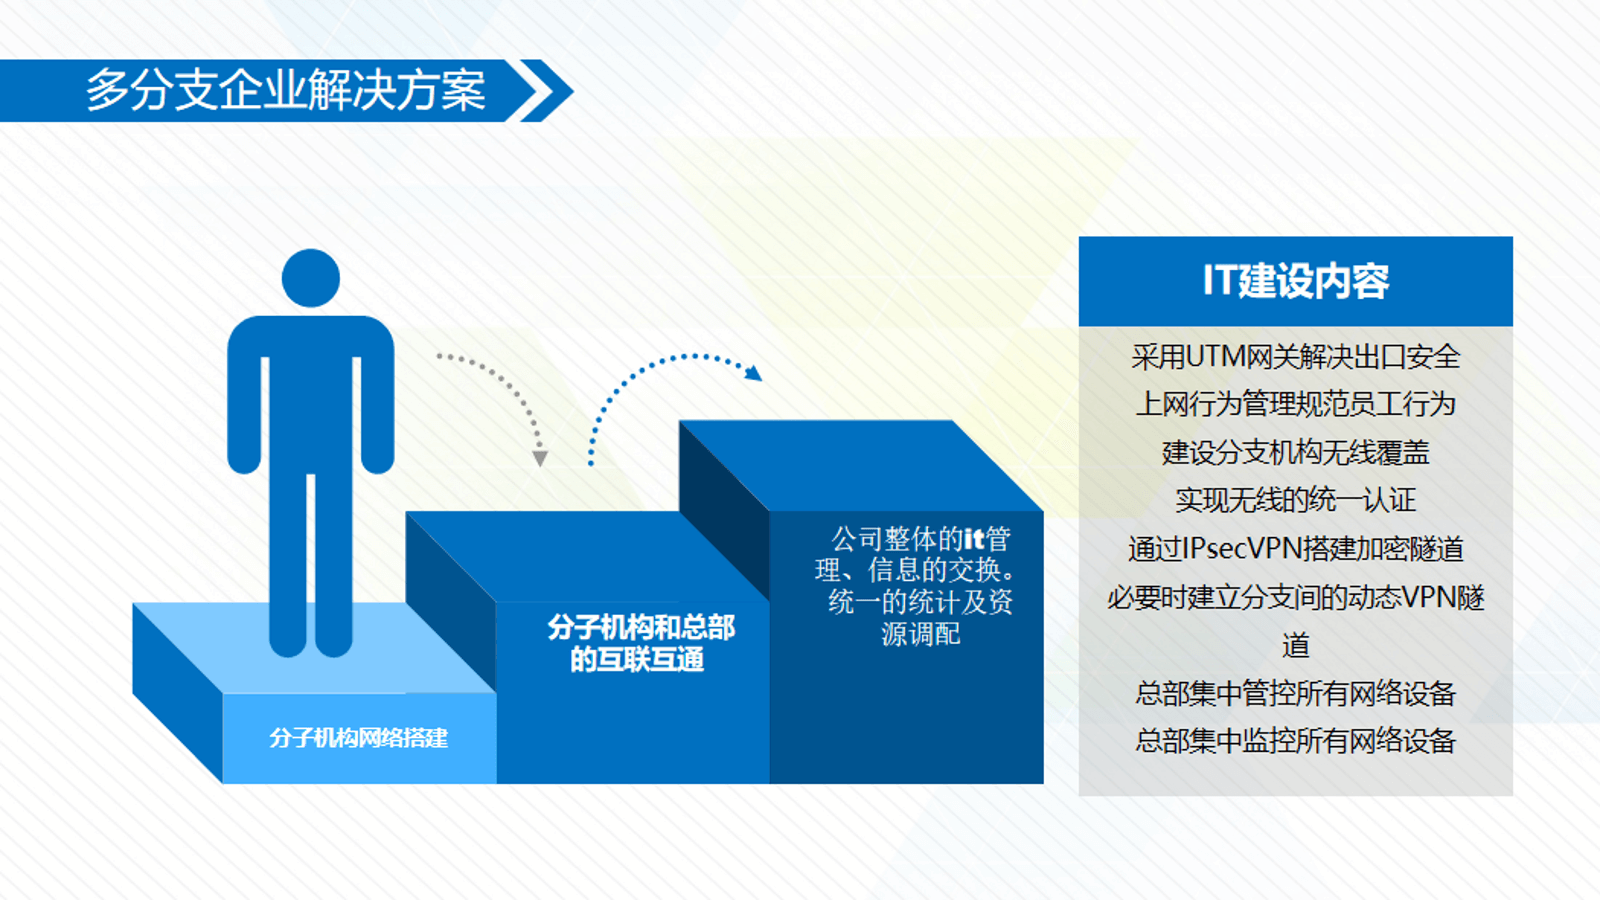 多分支企业解决方案
分子机构网络搭建
分子机构和总部
的互联互通
公司整体的it管
理、信息的交换。
统一的统计及资
源调配
IT建设内容
采用UTM网关解决出口安全
上网行为管理规范员工行为
建设分支机构无线覆盖
实现无线的统一认证
通过IPsecVPN搭建加密隧道
必要时建立分支间的动态VPN隧
道
总部集中管控所有网络设备
总部集中监控所有网络设备